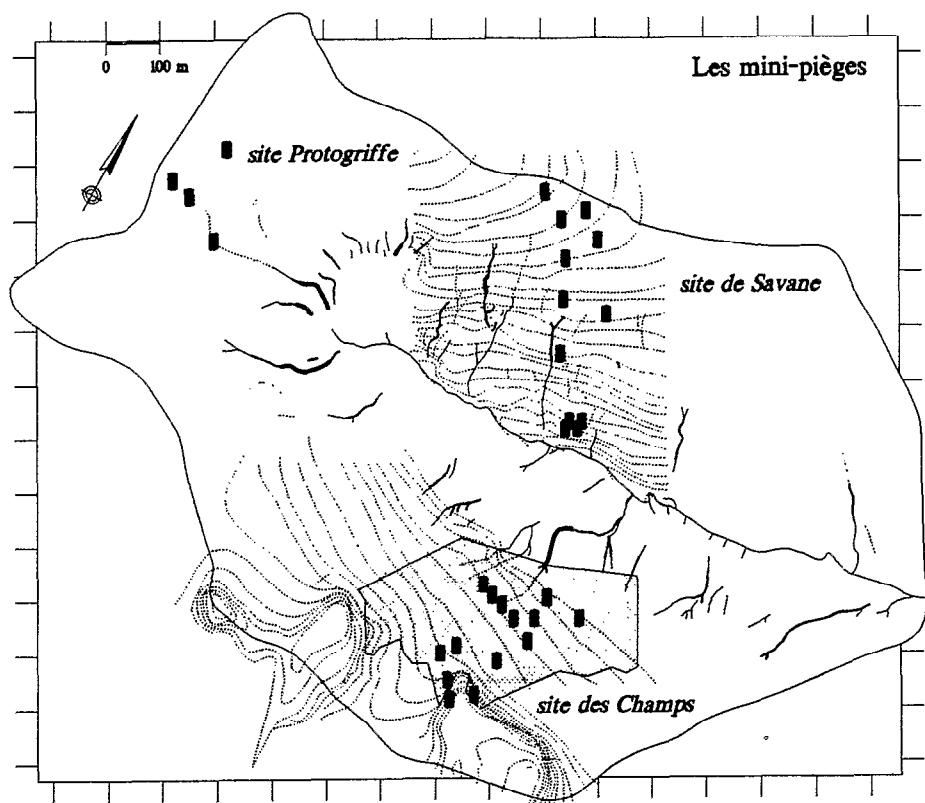 Les mini-pièges
0 100 m
site Protogriffe
site de Savane
site des Champs